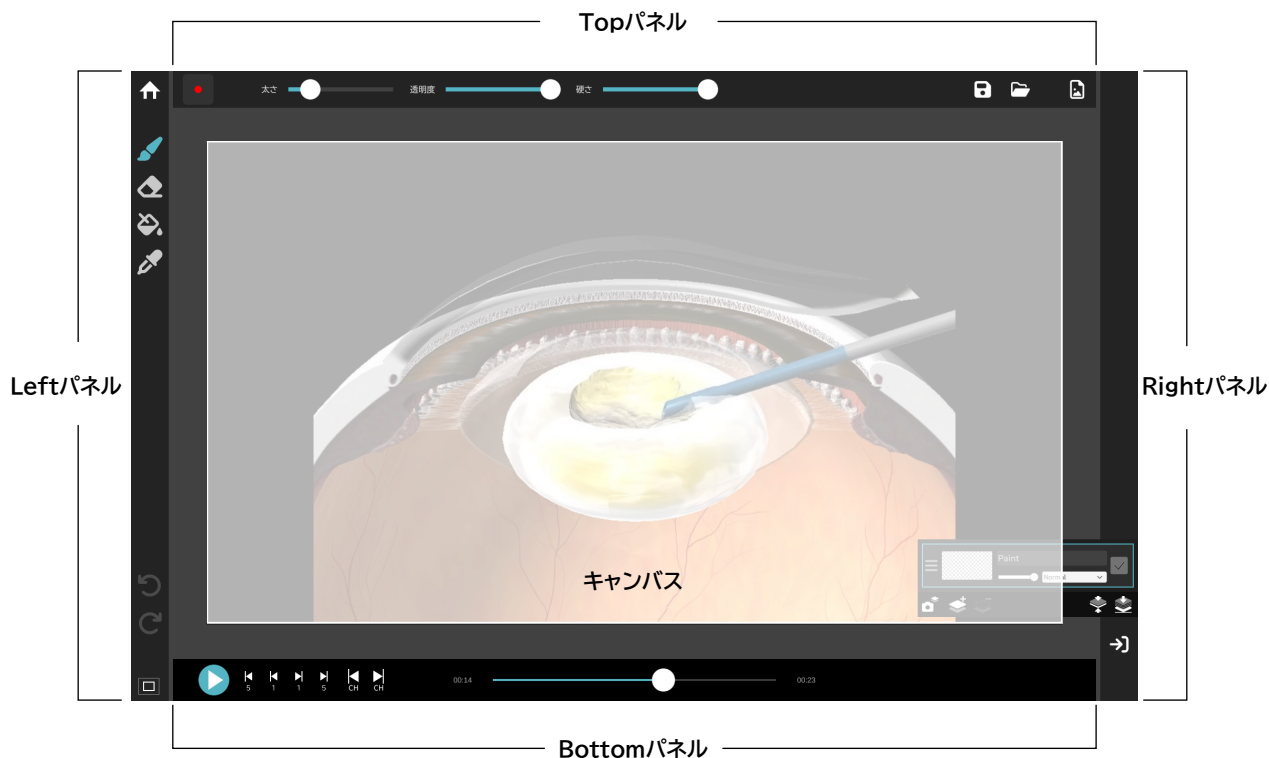 Topパネル
太さ
透明度
硬さ
Leftパネル
Rightパネル
Paint
Normal
キャンバス
5 1 1 5 CH CH
00:14
00:23
Bottomパネル